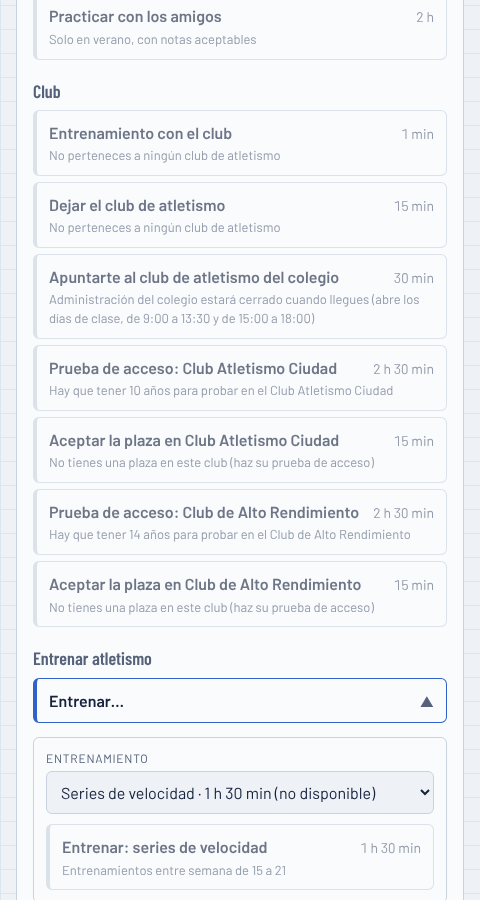 Practicar con los amigos 2 h
Solo en verano, con notas aceptables
Club
Entrenamiento con el club 1 min
No perteneces a ningún club de atletismo
Dejar el club de atletismo 15 min
No perteneces a ningún club de atletismo
Apuntarte al club de atletismo del colegio 30 min
Administración del colegio estará cerrado cuando llegues (abre los
días de clase, de 9:00 a 13:30 y de 15:00 a 18:00)
Prueba de acceso: Club Atletismo Ciudad 2 h 30 min
Hay que tener 10 años para probar en el Club Atletismo Ciudad
Aceptar la plaza en Club Atletismo Ciudad 15 min
No tienes una plaza en este club (haz su prueba de acceso)
Prueba de acceso: Club de Alto Rendimiento 2 h 30 min
Hay que tener 14 años para probar en el Club de Alto Rendimiento
Aceptar la plaza en Club de Alto Rendimiento 15 min
No tienes una plaza en este club (haz su prueba de acceso)
Entrenar atletismo
Entrenar... ▲
ENTRENAMIENTO
Series de velocidad · 1 h 30 min (no disponible)
Entrenar: series de velocidad 1 h 30 min
Entrenamientos entre semana de 15 a 21